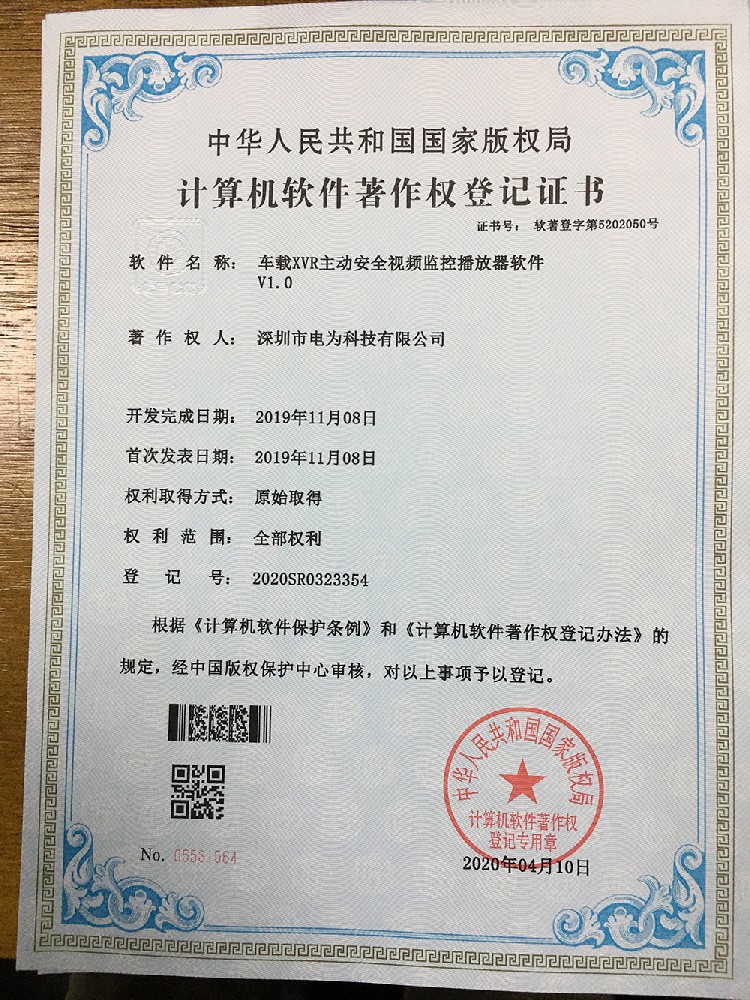 中华人民共和国国家版权局
计算机软件著作权登记证书
证书号： 软著登字第5202050号
软件名称： 车载XVR主动安全视频监控播放器软件
V1.0
著作权人： 深圳市电为科技有限公司
开发完成日期： 2019年11月08日
首次发表日期： 2019年11月08日
权利取得方式： 原始取得
权利范围： 全部权利
登记号： 2020SR0323354
根据《计算机软件保护条例》和《计算机软件著作权登记办法》的
规定，经中国版权保护中心审核，对以上事项予以登记。
中华人民共和国国家版权局
计算机软件著作权
登记专用章
No.
2020年04月10日